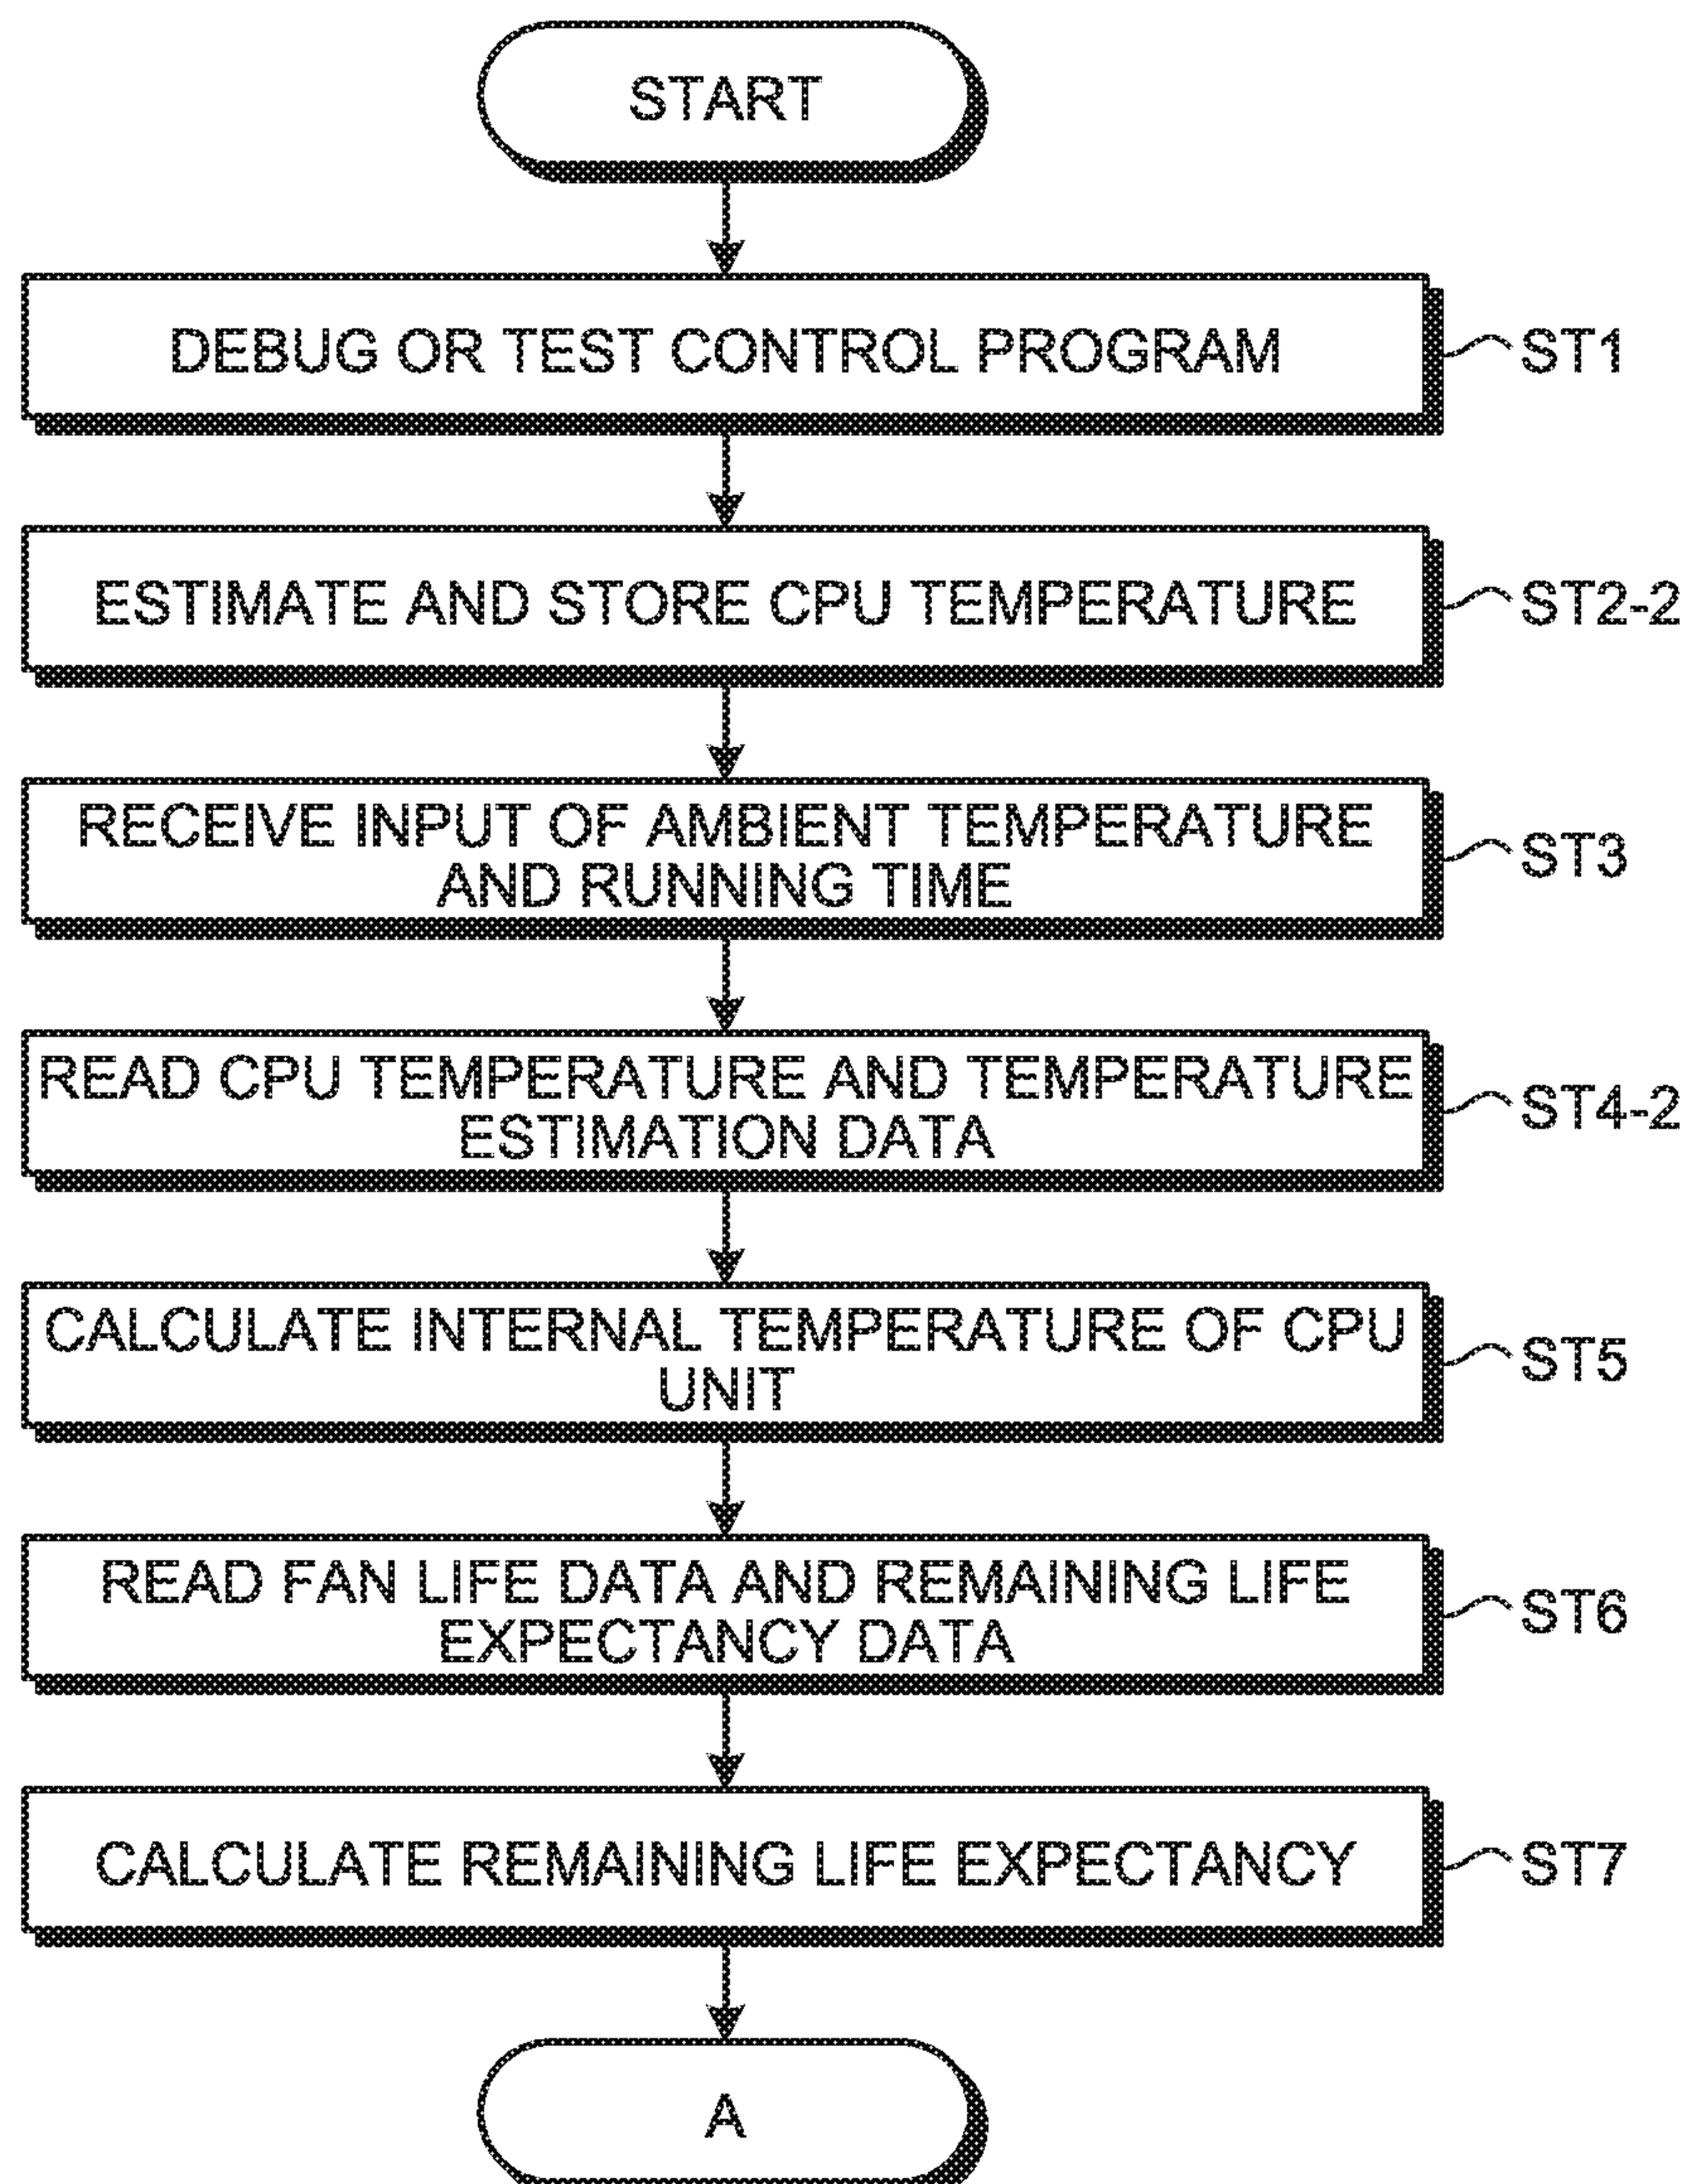 START
DEBUG OR TEST CONTROL PROGRAM
ST1
ESTIMATE AND STORE CPU TEMPERATURE
ST2-2
RECEIVE INPUT OF AMBIENT TEMPERATURE
AND RUNNING TIME
ST3
READ CPU TEMPERATURE AND TEMPERATURE
ESTIMATION DATA
ST4-2
CALCULATE INTERNAL TEMPERATURE OF CPU
UNIT
ST5
READ FAN LIFE DATA AND REMAINING LIFE
EXPECTANCY DATA
ST6
CALCULATE REMAINING LIFE EXPECTANCY
ST7
A